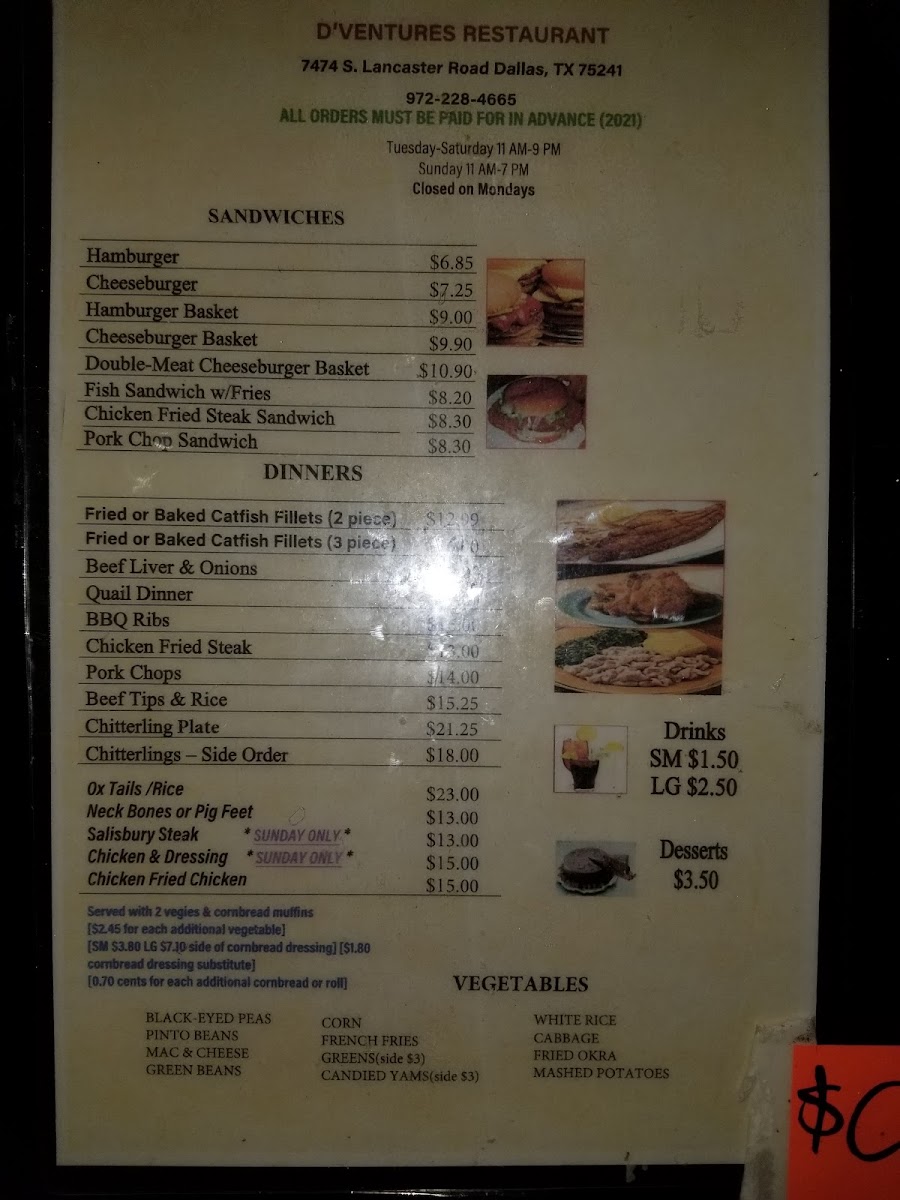 D'VENTURES RESTAURANT
7474 S. Lancaster Road Dallas, TX 75241
972-228-4665
ALL ORDERS MUST BE PAID FOR IN ADVANCE (2021)
Tuesday-Saturday 11 AM-9 PM
Sunday 11 AM-7 PM
Closed on Mondays
SANDWICHES
Hamburger $6.85
Cheeseburger $7.25
Hamburger Basket $9.00
Cheeseburger Basket $9.90
Double-Meat Cheeseburger Basket $10.90
Fish Sandwich w/Fries $8.20
Chicken Fried Steak Sandwich $8.30
Pork Chop Sandwich $8.30
DINNERS
Fried or Baked Catfish Fillets (2 piece) $12.99
Fried or Baked Catfish Fillets (3 piece)
Beef Liver & Onions
Quail Dinner
BBQ Ribs
Chicken Fried Steak
Pork Chops $14.00
Beef Tips & Rice $15.25
Chitterling Plate $21.25
Chitterlings – Side Order $18.00
Ox Tails /Rice $23.00
Neck Bones or Pig Feet $13.00
Salisbury Steak *SUNDAY ONLY* $13.00
Chicken & Dressing *SUNDAY ONLY* $15.00
Chicken Fried Chicken $15.00
Drinks
SM $1.50
LG $2.50
Desserts
$3.50
Served with 2 vegies & cornbread muffins
[$2.45 for each additional vegetable]
[SM $3.80 LG $7.10 side of cornbread dressing] [$1.80
cornbread dressing substitute]
[0.70 cents for each additional cornbread or roll]
VEGETABLES
BLACK-EYED PEAS
PINTO BEANS
MAC & CHEESE
GREEN BEANS
CORN
FRENCH FRIES
GREENS(side $3)
CANDIED YAMS(side $3)
WHITE RICE
CABBAGE
FRIED OKRA
MASHED POTATOES